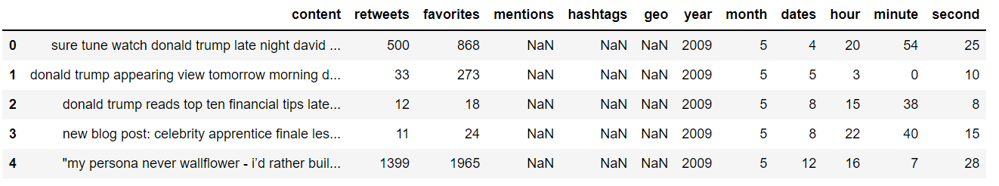 content retweets favorites mentions hashtags geo year month dates hour minute second
0 sure tune watch donald trump late night david ... 500 868 NaN NaN NaN 2009 5 4 20 54 25
1 donald trump appearing view tomorrow morning d... 33 273 NaN NaN NaN 2009 5 5 3 0 10
2 donald trump reads top ten financial tips late... 12 18 NaN NaN NaN 2009 5 8 15 38 8
3 new blog post: celebrity apprentice finale les... 11 24 NaN NaN NaN 2009 5 8 22 40 15
4 "my persona never wallflower - i’d rather buil... 1399 1965 NaN NaN NaN 2009 5 12 16 7 28